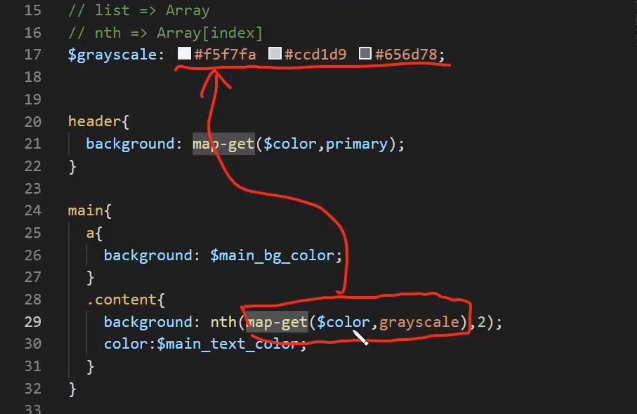 15 // list => Array
16 // nth => Array[index]
17 $grayscale: #f5f7fa #ccd1d9 #656d78;
18
19
20 header{
21 background: map-get($color,primary);
22 }
23
24 main{
25 a{
26 background: $main_bg_color;
27 }
28 .content{
29 background: nth(map-get($color,grayscale),2);
30 color:$main_text_color;
31 }
32 }
33